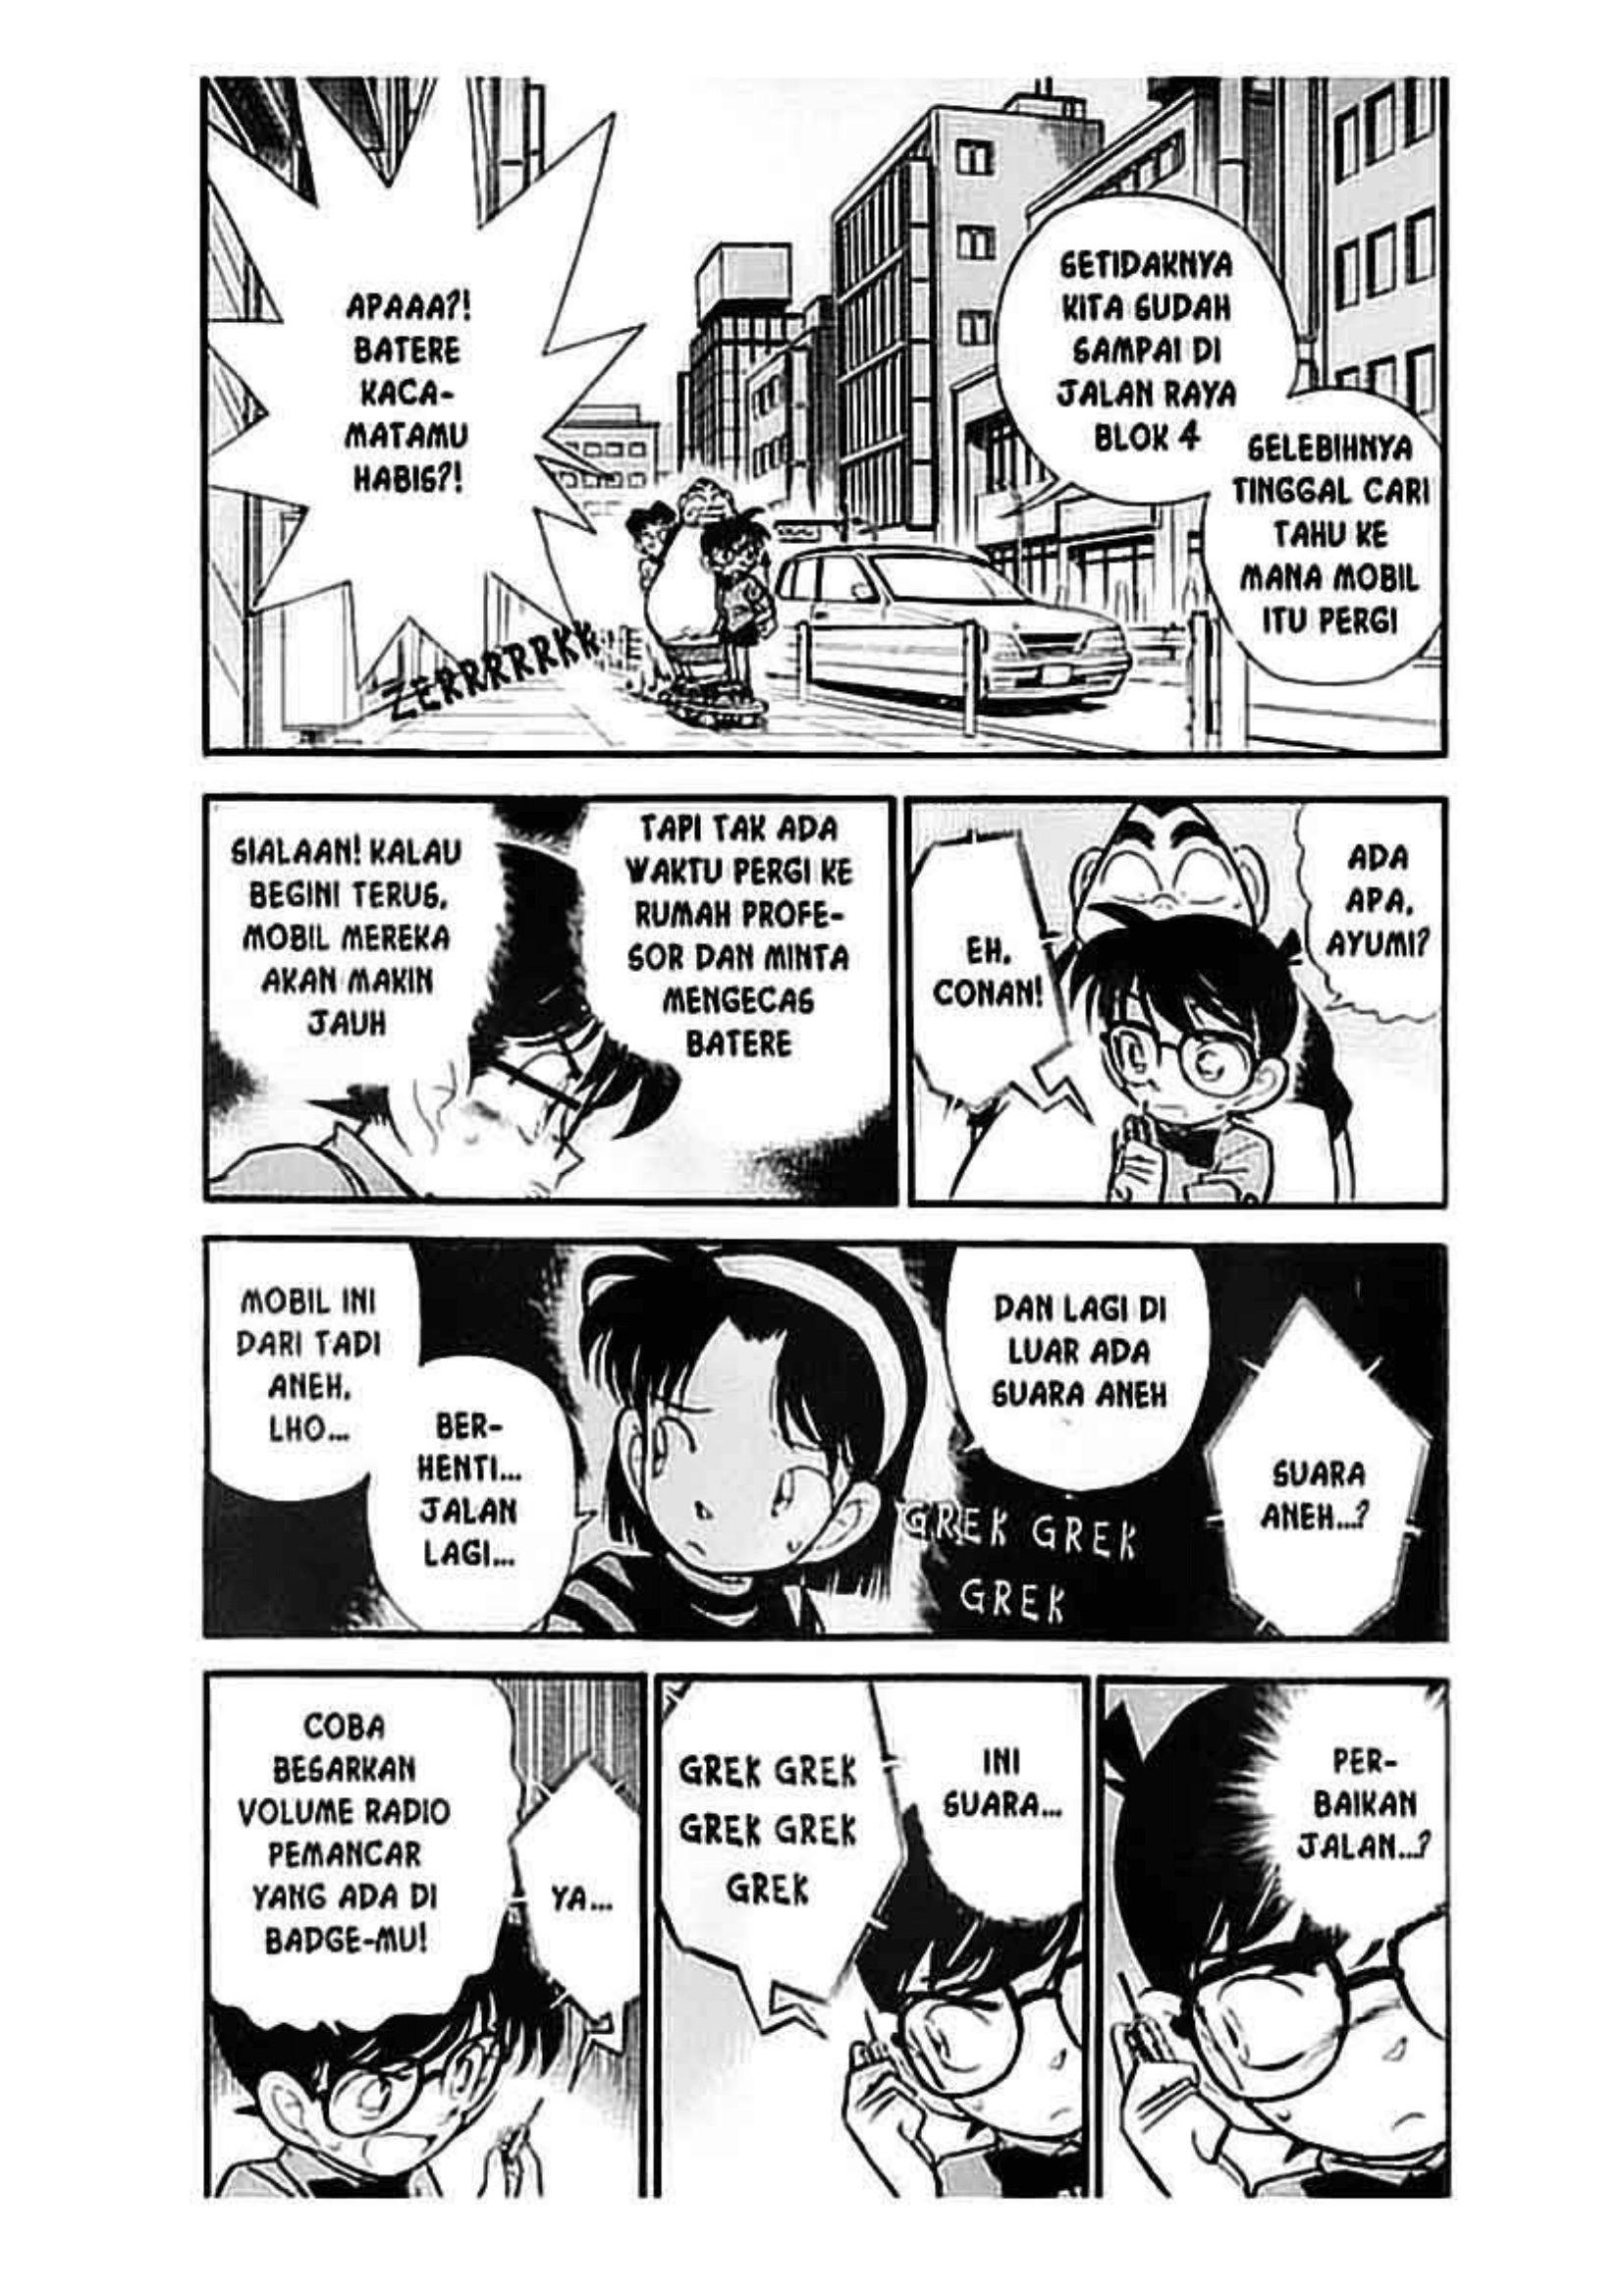 APAAA?!
BATERE
KACA-
MATAMU
HABIS?!
SETIDAKNYA
KITA SUDAH
SAMPAI DI
JALAN RAYA
BLOK 4
SELEBIHNYA
TINGGAL CARI
TAHU KE
MANA MOBIL
ITU PERGI
ZERRRRRKK
SIALAAN! KALAU
BEGINI TERUS,
MOBIL MEREKA
AKAN MAKIN
JAUH
TAPI TAK ADA
WAKTU PERGI KE
RUMAH PROFE-
SOR DAN MINTA
MENGECAS
BATERE
EH,
CONAN!
ADA
APA,
AYUMI?
MOBIL INI
DARI TADI
ANEH,
LHO...
BER-
HENTI...
JALAN
LAGI...
DAN LAGI DI
LUAR ADA
SUARA ANEH
GREK GREK
GREK
SUARA
ANEH...?
COBA
BESARKAN
VOLUME RADIO
PEMANCAR
YANG ADA DI
BADGE-MU!
YA...
GREK GREK
GREK GREK
GREK
INI
SUARA...
PER-
BAIKAN
JALAN...?